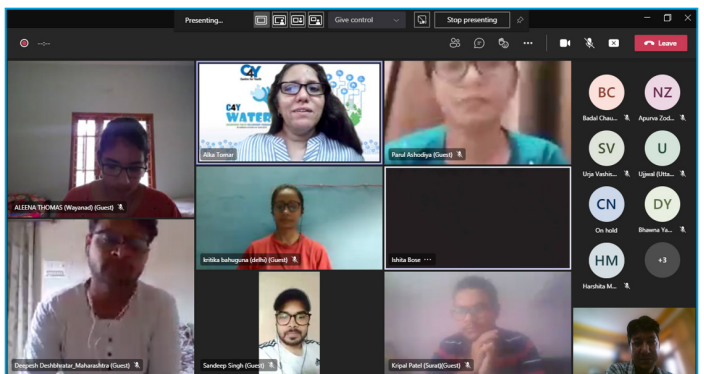 Presenting...
Give control
Stop presenting
--:--
Leave
C4Y
C4Y
WATER
Alka Tomar
Parul Ashodiya (Guest)
ALEENA THOMAS (Wayanad) (Guest)
kritika bahuguna (delhi) (Guest)
Ishita Bose ...
Deepesh Deshbhratar_Maharashtra (Guest)
Sandeep Singh (Guest)
Kripal Patel (Surat)(Guest)
BC
Badal Chau...
NZ
Apurva Zod...
SV
Urja Vashis...
U
Ujjwal (Utta...
CN
On hold
DY
Bhawna Ya...
HM
Harshita M...
+3